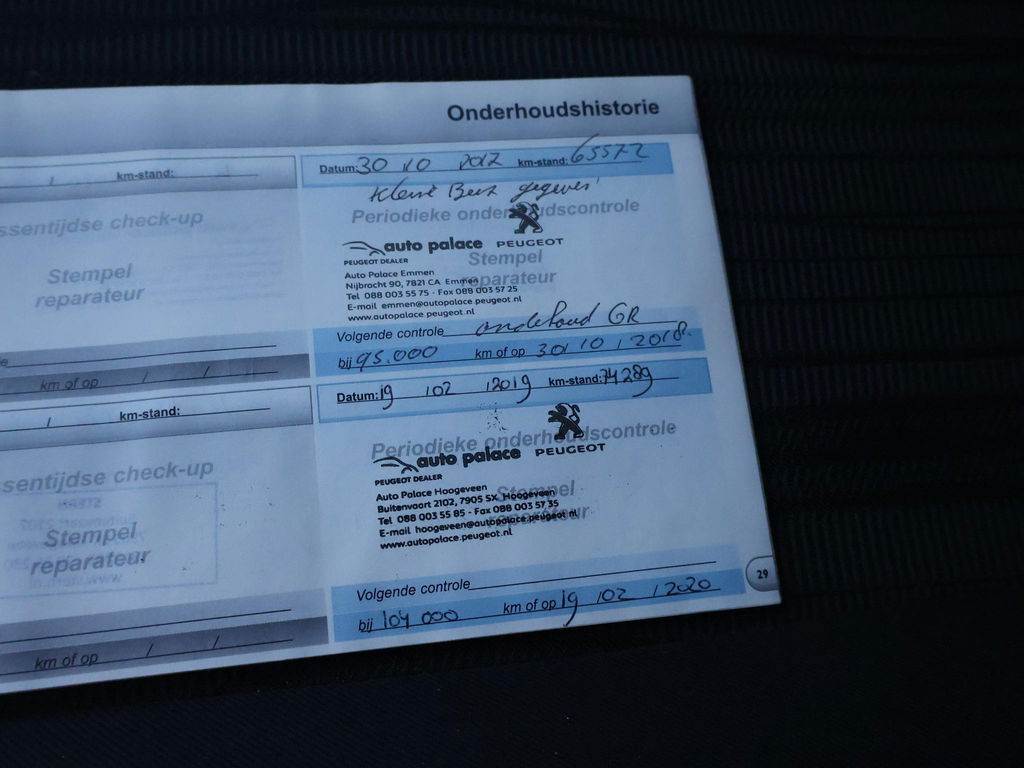 Onderhoudshistorie
/ km-stand:
ssentijdse check-up
Stempel
reparateur
km of op / /
/ km-stand:
sentijdse check-up
Stempel
reparateur
km of op / /
Datum: 30 10 2017 km-stand: 65572
Kleine Beurt gegeven
Periodieke onderhoudscontrole
auto palace PEUGEOT
PEUGEOT DEALER
Stempel
reparateur
Auto Palace Emmen
Nijbracht 90, 7821 CA Emmen
Tel 088 003 55 75 - Fax 088 003 57 25
E-mail emmen@autopalace.peugeot.nl
www.autopalace.peugeot.nl
Volgende controle onderhoud GR
bij 95.000 km of op 30/10/2018.
Datum: 19 /02 /2019 km-stand: 74289
Periodieke onderhoudscontrole
auto palace PEUGEOT
PEUGEOT DEALER
Stempel
reparateur
Auto Palace Hoogeveen
Buitenvaart 2102, 7905 SX Hoogeveen
Tel 088 003 55 85 - Fax 088 003 57 35
E-mail hoogeveen@autopalace.peugeot.nl
www.autopalace.peugeot.nl
Volgende controle
bij 104 000 km of op 19 /02 /2020
29